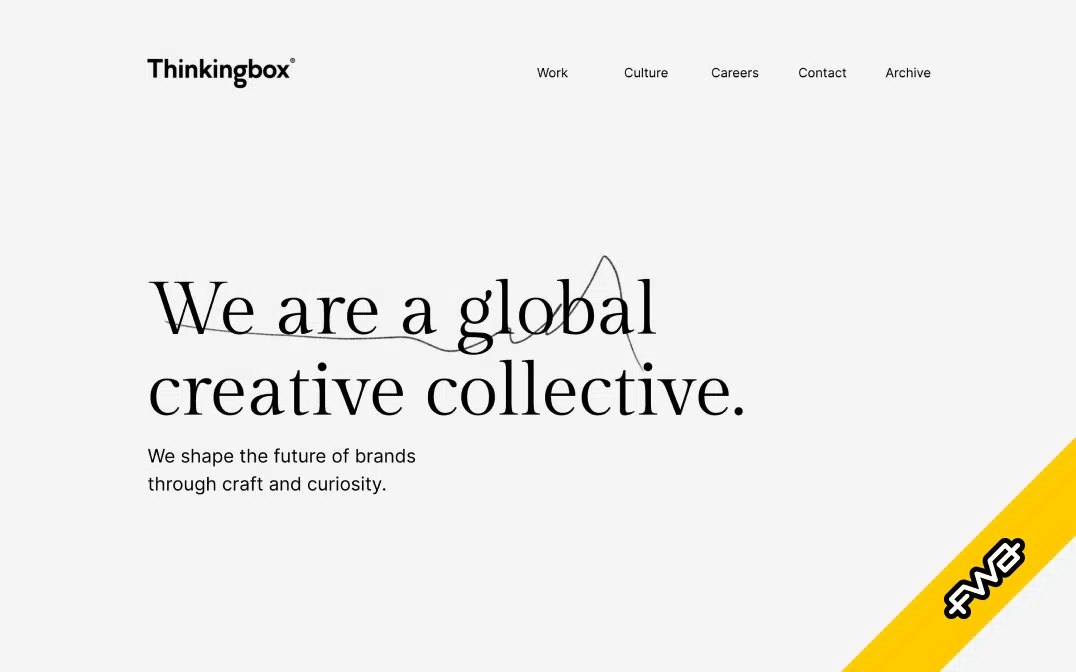 Thinkingbox®
Work Culture Careers Contact Archive
We are a global
creative collective.
We shape the future of brands
through craft and curiosity.
FWA